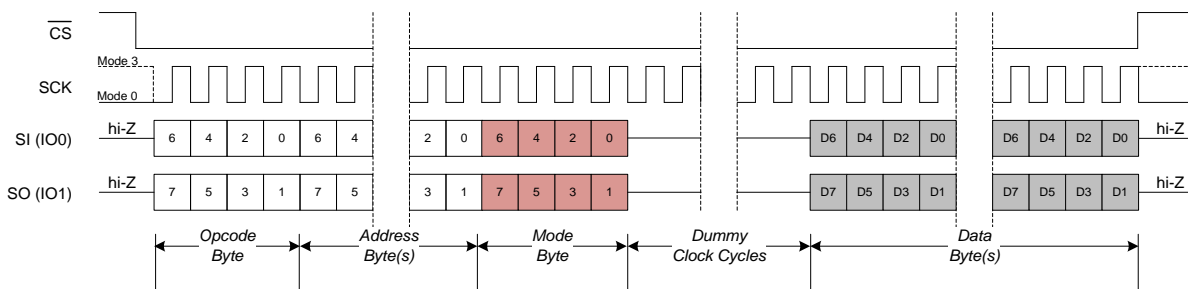 CS
Mode 3
SCK
Mode 0
SI (IO0) hi-Z 6 4 2 0 6 4 2 0 6 4 2 0 D6 D4 D2 D0 D6 D4 D2 D0 hi-Z
SO (IO1) hi-Z 7 5 3 1 7 5 3 1 7 5 3 1 D7 D5 D3 D1 D7 D5 D3 D1 hi-Z
Opcode Address Mode Dummy Data
Byte Byte(s) Byte Clock Cycles Byte(s)